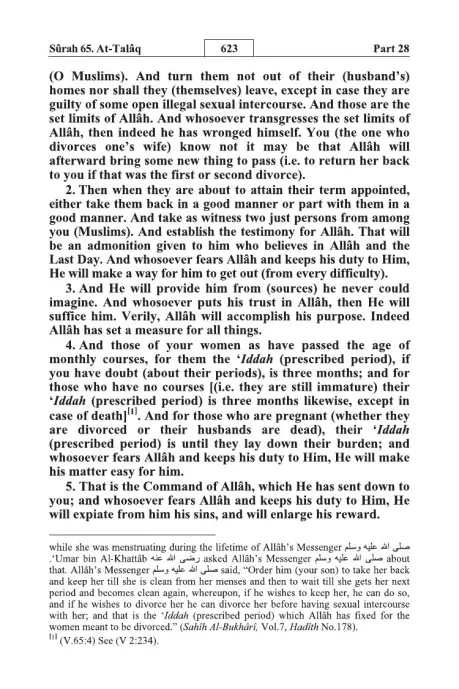 Sûrah 65. At-Talâq 623 Part 28
(O Muslims). And turn them not out of their (husband's)
homes nor shall they (themselves) leave, except in case they are
guilty of some open illegal sexual intercourse. And those are the
set limits of Allâh. And whosoever transgresses the set limits of
Allâh, then indeed he has wronged himself. You (the one who
divorces one's wife) know not it may be that Allâh will
afterward bring some new thing to pass (i.e. to return her back
to you if that was the first or second divorce).
2. Then when they are about to attain their term appointed,
either take them back in a good manner or part with them in a
good manner. And take as witness two just persons from among
you (Muslims). And establish the testimony for Allâh. That will
be an admonition given to him who believes in Allâh and the
Last Day. And whosoever fears Allâh and keeps his duty to Him,
He will make a way for him to get out (from every difficulty).
3. And He will provide him from (sources) he never could
imagine. And whosoever puts his trust in Allâh, then He will
suffice him. Verily, Allâh will accomplish his purpose. Indeed
Allâh has set a measure for all things.
4. And those of your women as have passed the age of
monthly courses, for them the 'Iddah (prescribed period), if
you have doubt (about their periods), is three months; and for
those who have no courses [(i.e. they are still immature) their
'Iddah (prescribed period) is three months likewise, except in
case of death][1]. And for those who are pregnant (whether they
are divorced or their husbands are dead), their 'Iddah
(prescribed period) is until they lay down their burden; and
whosoever fears Allâh and keeps his duty to Him, He will make
his matter easy for him.
5. That is the Command of Allâh, which He has sent down to
you; and whosoever fears Allâh and keeps his duty to Him, He
will expiate from him his sins, and will enlarge his reward.
while she was menstruating during the lifetime of Allâh's Messenger صلى الله عليه وسلم
.'Umar bin Al-Khattâb رضى الله عنه asked Allâh's Messenger صلى الله عليه وسلم about
that. Allâh's Messenger صلى الله عليه وسلم said, "Order him (your son) to take her back
and keep her till she is clean from her menses and then to wait till she gets her next
period and becomes clean again, whereupon, if he wishes to keep her, he can do so,
and if he wishes to divorce her he can divorce her before having sexual intercourse
with her; and that is the 'Iddah (prescribed period) which Allâh has fixed for the
women meant to be divorced." (Sahih Al-Bukhârî, Vol.7, Hadîth No.178).
[1] (V.65:4) See (V 2:234).